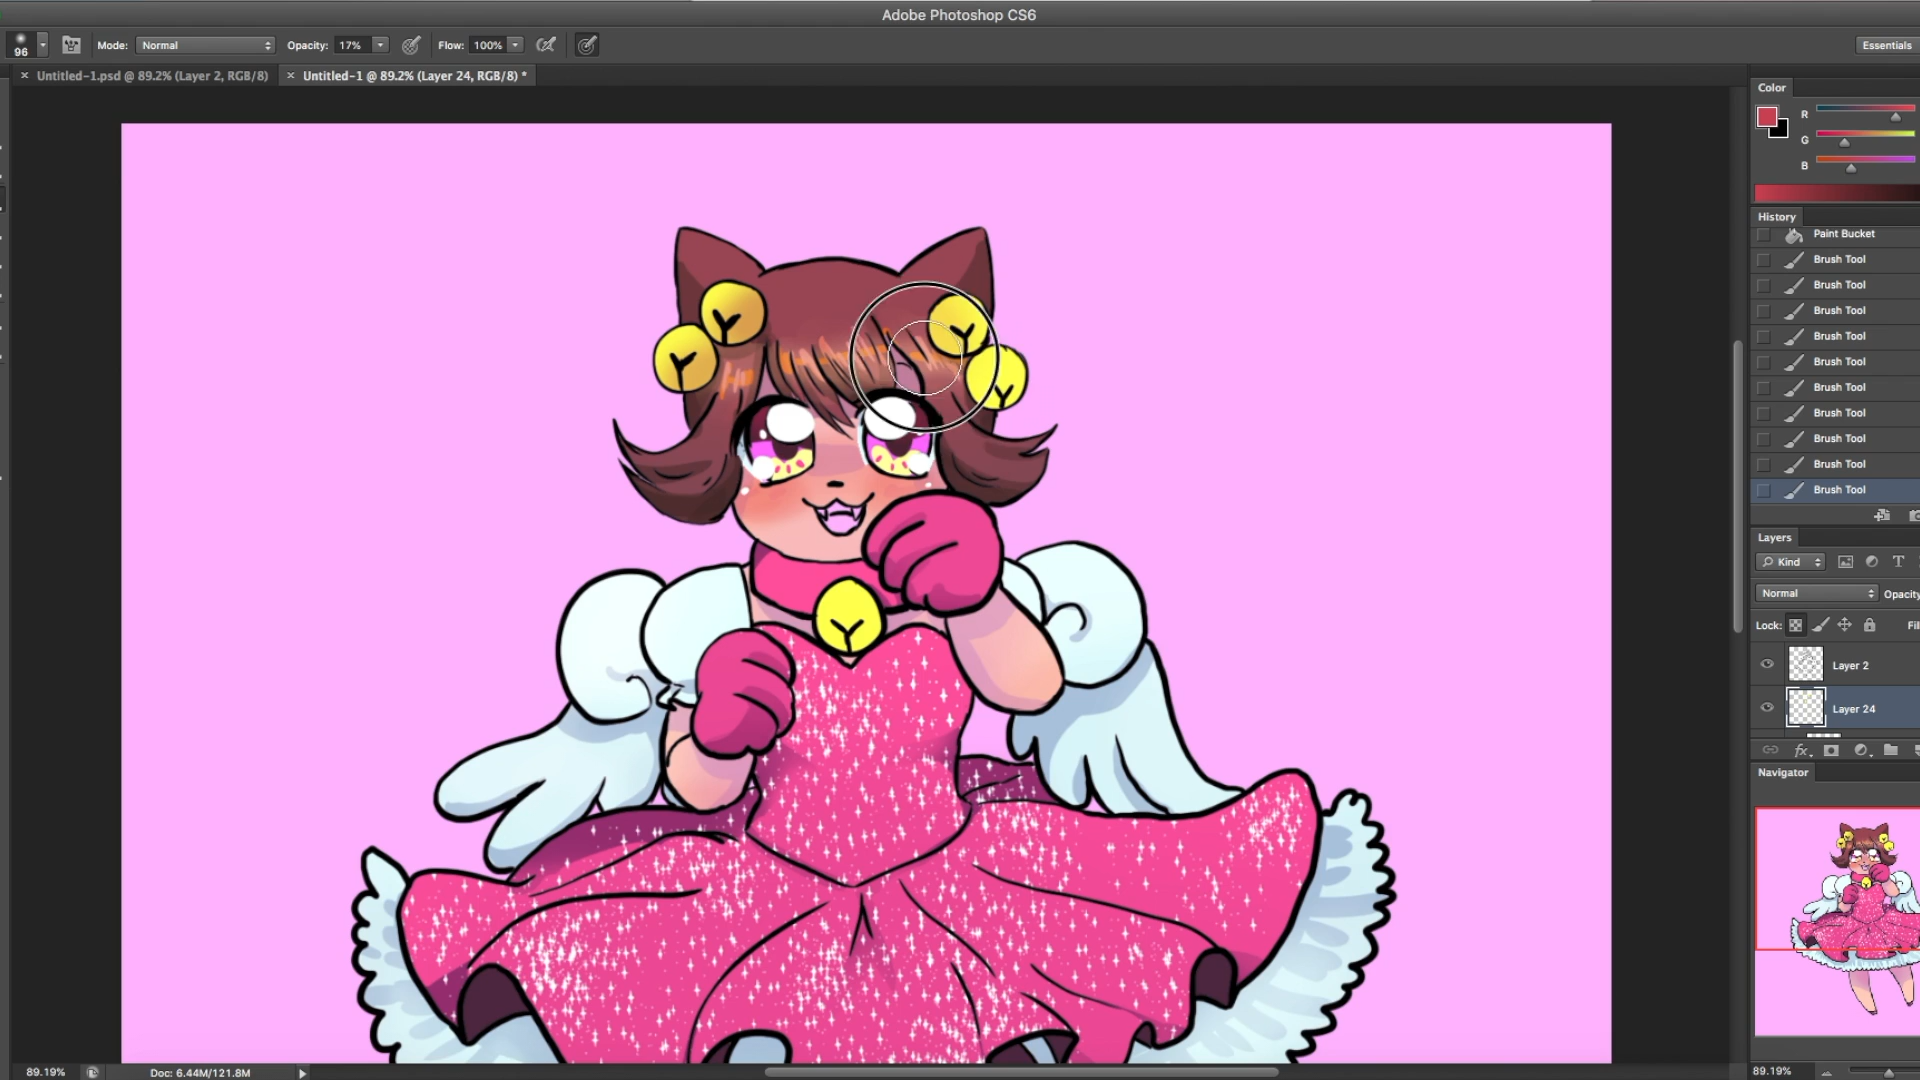 Adobe Photoshop CS6
96 Mode: Normal Opacity: 17% Flow: 100% Essentials
× Untitled-1.psd @ 89.2% (Layer 2, RGB/8) × Untitled-1 @ 89.2% (Layer 24, RGB/8) *
Color
R
G
B
History
Paint Bucket
Brush Tool
Brush Tool
Brush Tool
Brush Tool
Brush Tool
Brush Tool
Brush Tool
Brush Tool
Brush Tool
Brush Tool
Layers
Kind T
Normal Opacity
Lock: Fil
Layer 2
Layer 24
fx
Navigator
89.19% Doc: 6.44M/121.8M 89.19%